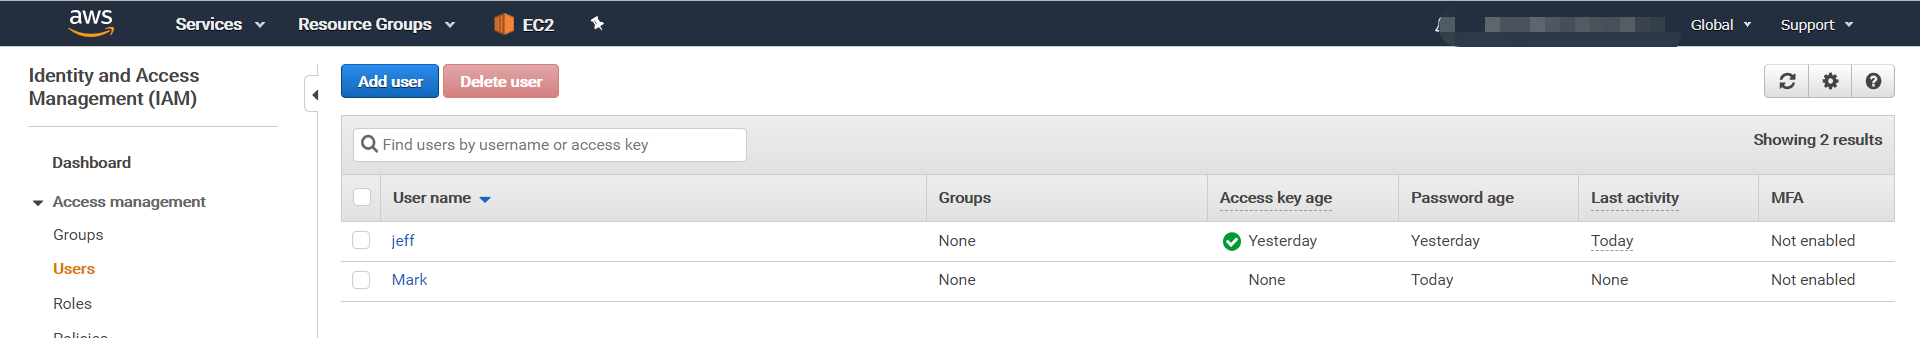 aws Services Resource Groups EC2 Global Support
Identity and Access
Management (IAM)
Add user Delete user
Find users by username or access key
Showing 2 results
Dashboard
Access management
Groups
Users
Roles
Policies
User name Groups Access key age Password age Last activity MFA
jeff None Yesterday Yesterday Today Not enabled
Mark None None Today None Not enabled